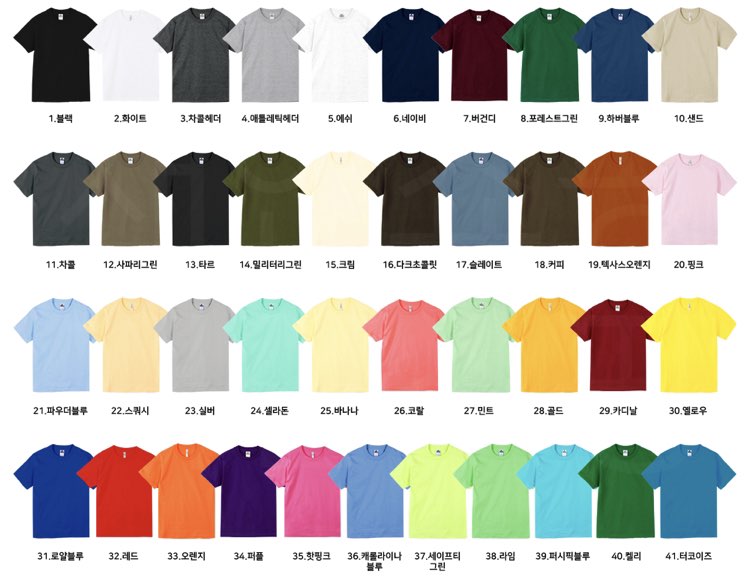 1.블랙 2.화이트 3.차콜헤더 4.애틀레틱헤더 5.에쉬 6.네이비 7.버건디 8.포레스트그린 9.하버블루 10.샌드
11.차콜 12.사파리그린 13.타르 14.밀리터리그린 15.크림 16.다크초콜릿 17.슬레이트 18.커피 19.텍사스오렌지 20.핑크
21.파우더블루 22.스쿼시 23.실버 24.셀라돈 25.바나나 26.코랄 27.민트 28.골드 29.카디날 30.옐로우
31.로얄블루 32.레드 33.오렌지 34.퍼플 35.핫핑크 36.캐롤라이나 37.세이프티 38.라임 39.퍼시픽블루 40.켈리 41.터코이즈
블루 그린